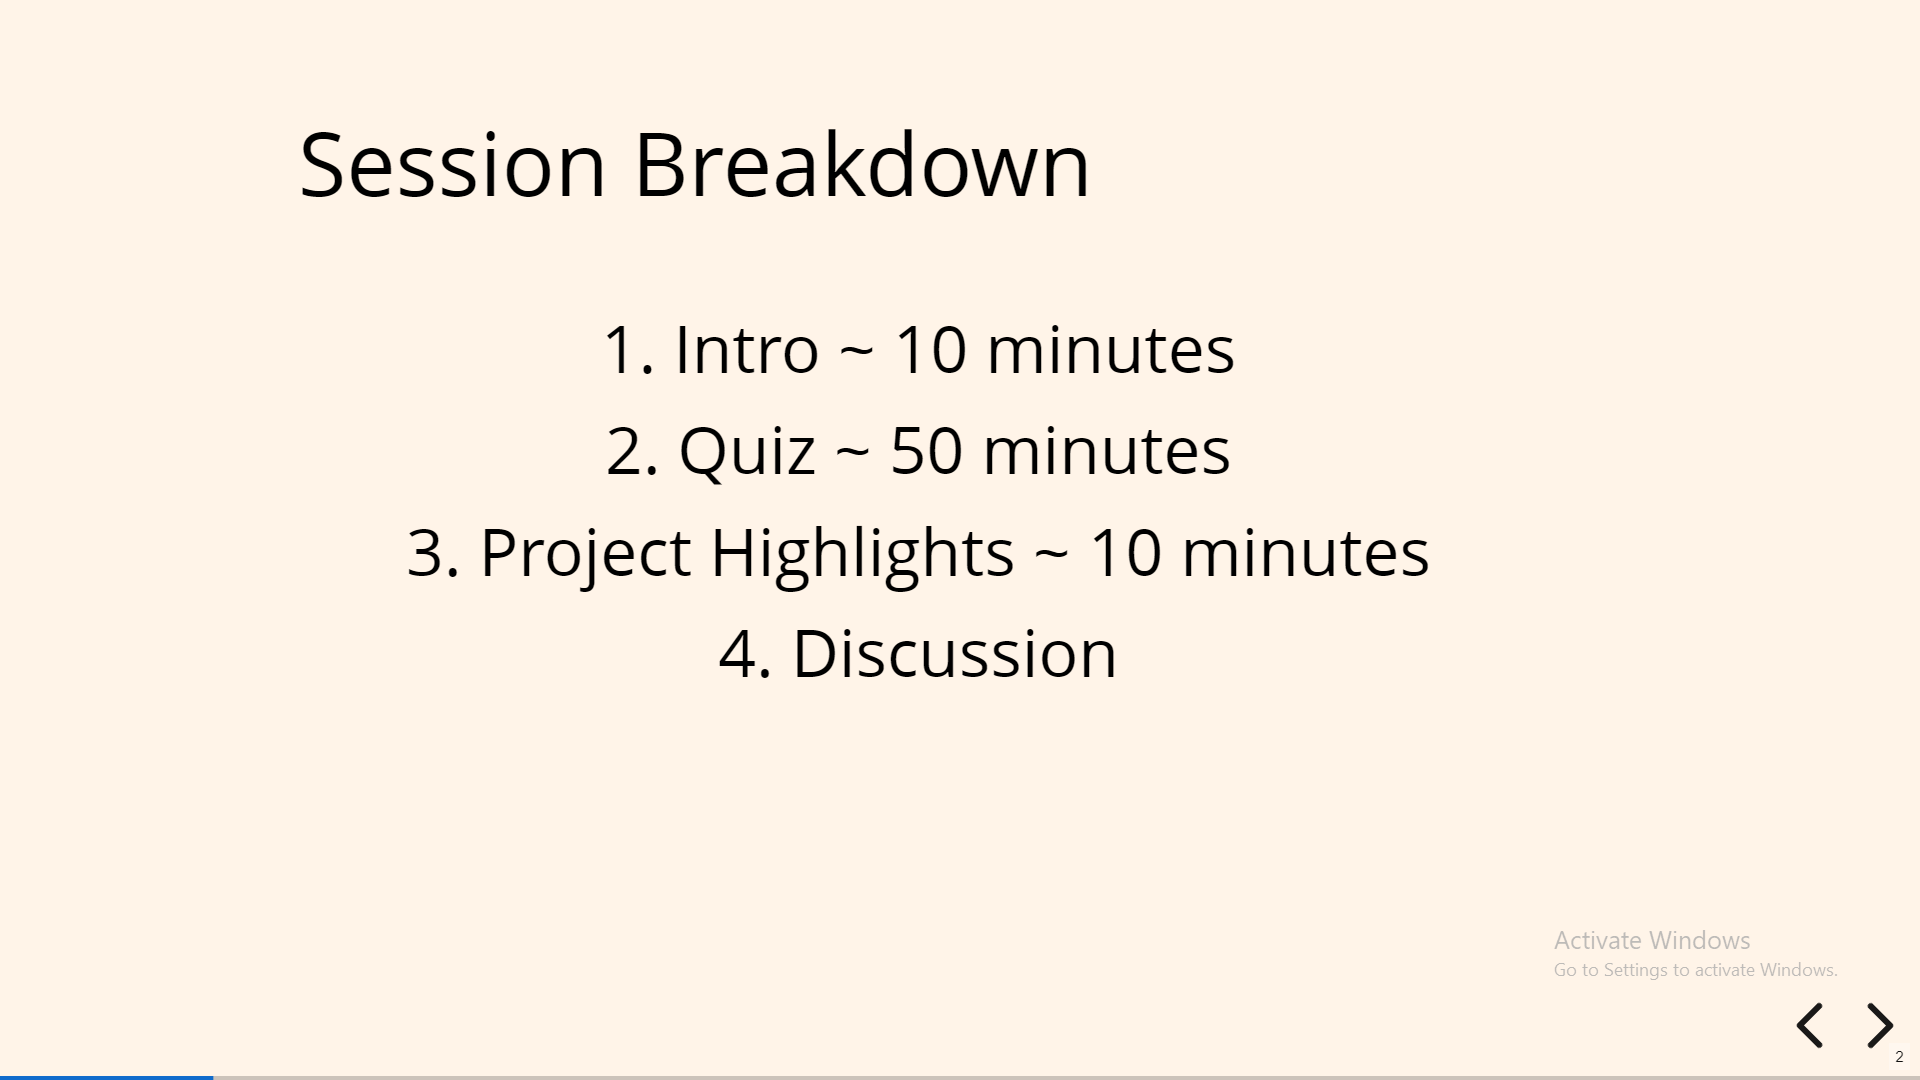 Session Breakdown
1. Intro ~ 10 minutes
2. Quiz ~ 50 minutes
3. Project Highlights ~ 10 minutes
4. Discussion
Activate Windows
Go to Settings to activate Windows.
2